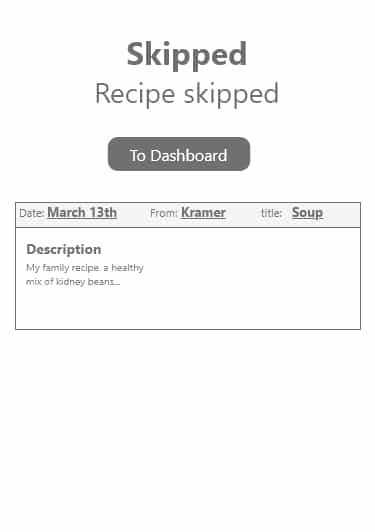 Skipped
Recipe skipped
To Dashboard
Date: March 13th From: Kramer title: Soup
Description
My family recipe. a healthy
mix of kidney beans...